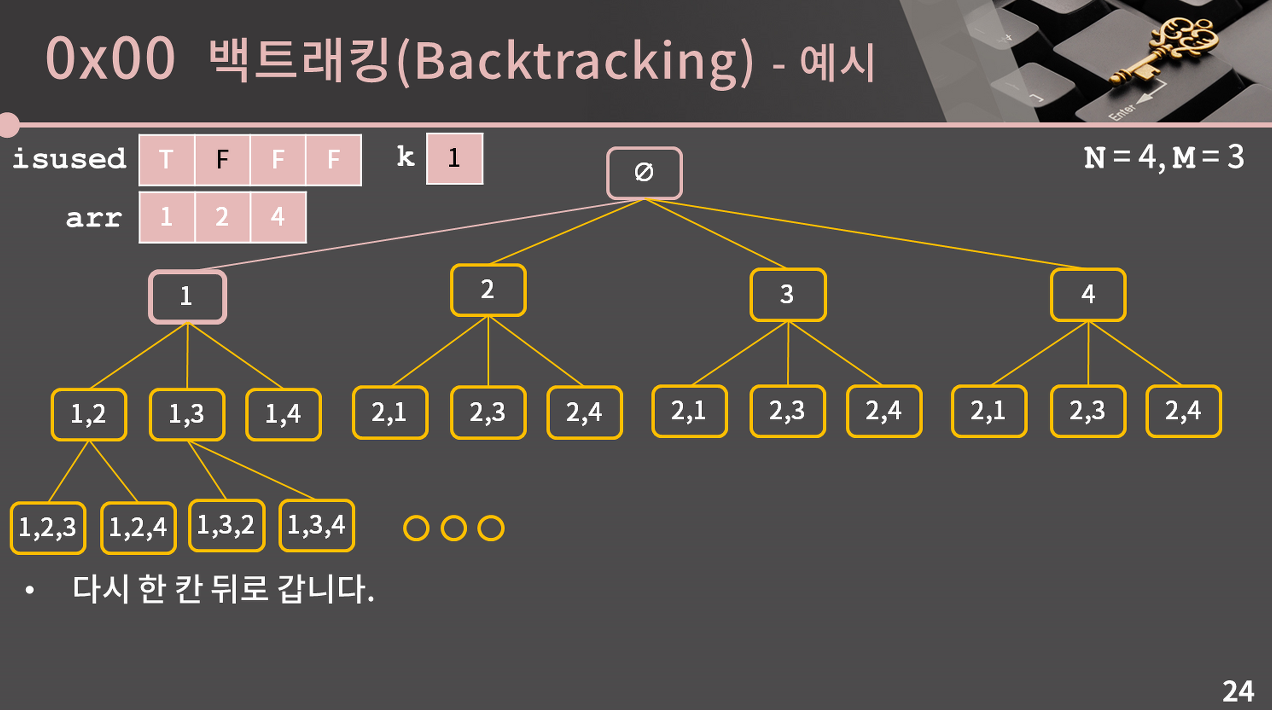 0x00 백트래킹(Backtracking) - 예시
Enter
isused T F F F k 1
N = 4, M = 3
∅
arr 1 2 4
1 2 3 4
1,2 1,3 1,4 2,1 2,3 2,4 2,1 2,3 2,4 2,1 2,3 2,4
1,2,3 1,2,4 1,3,2 1,3,4
• 다시 한 칸 뒤로 갑니다.
24